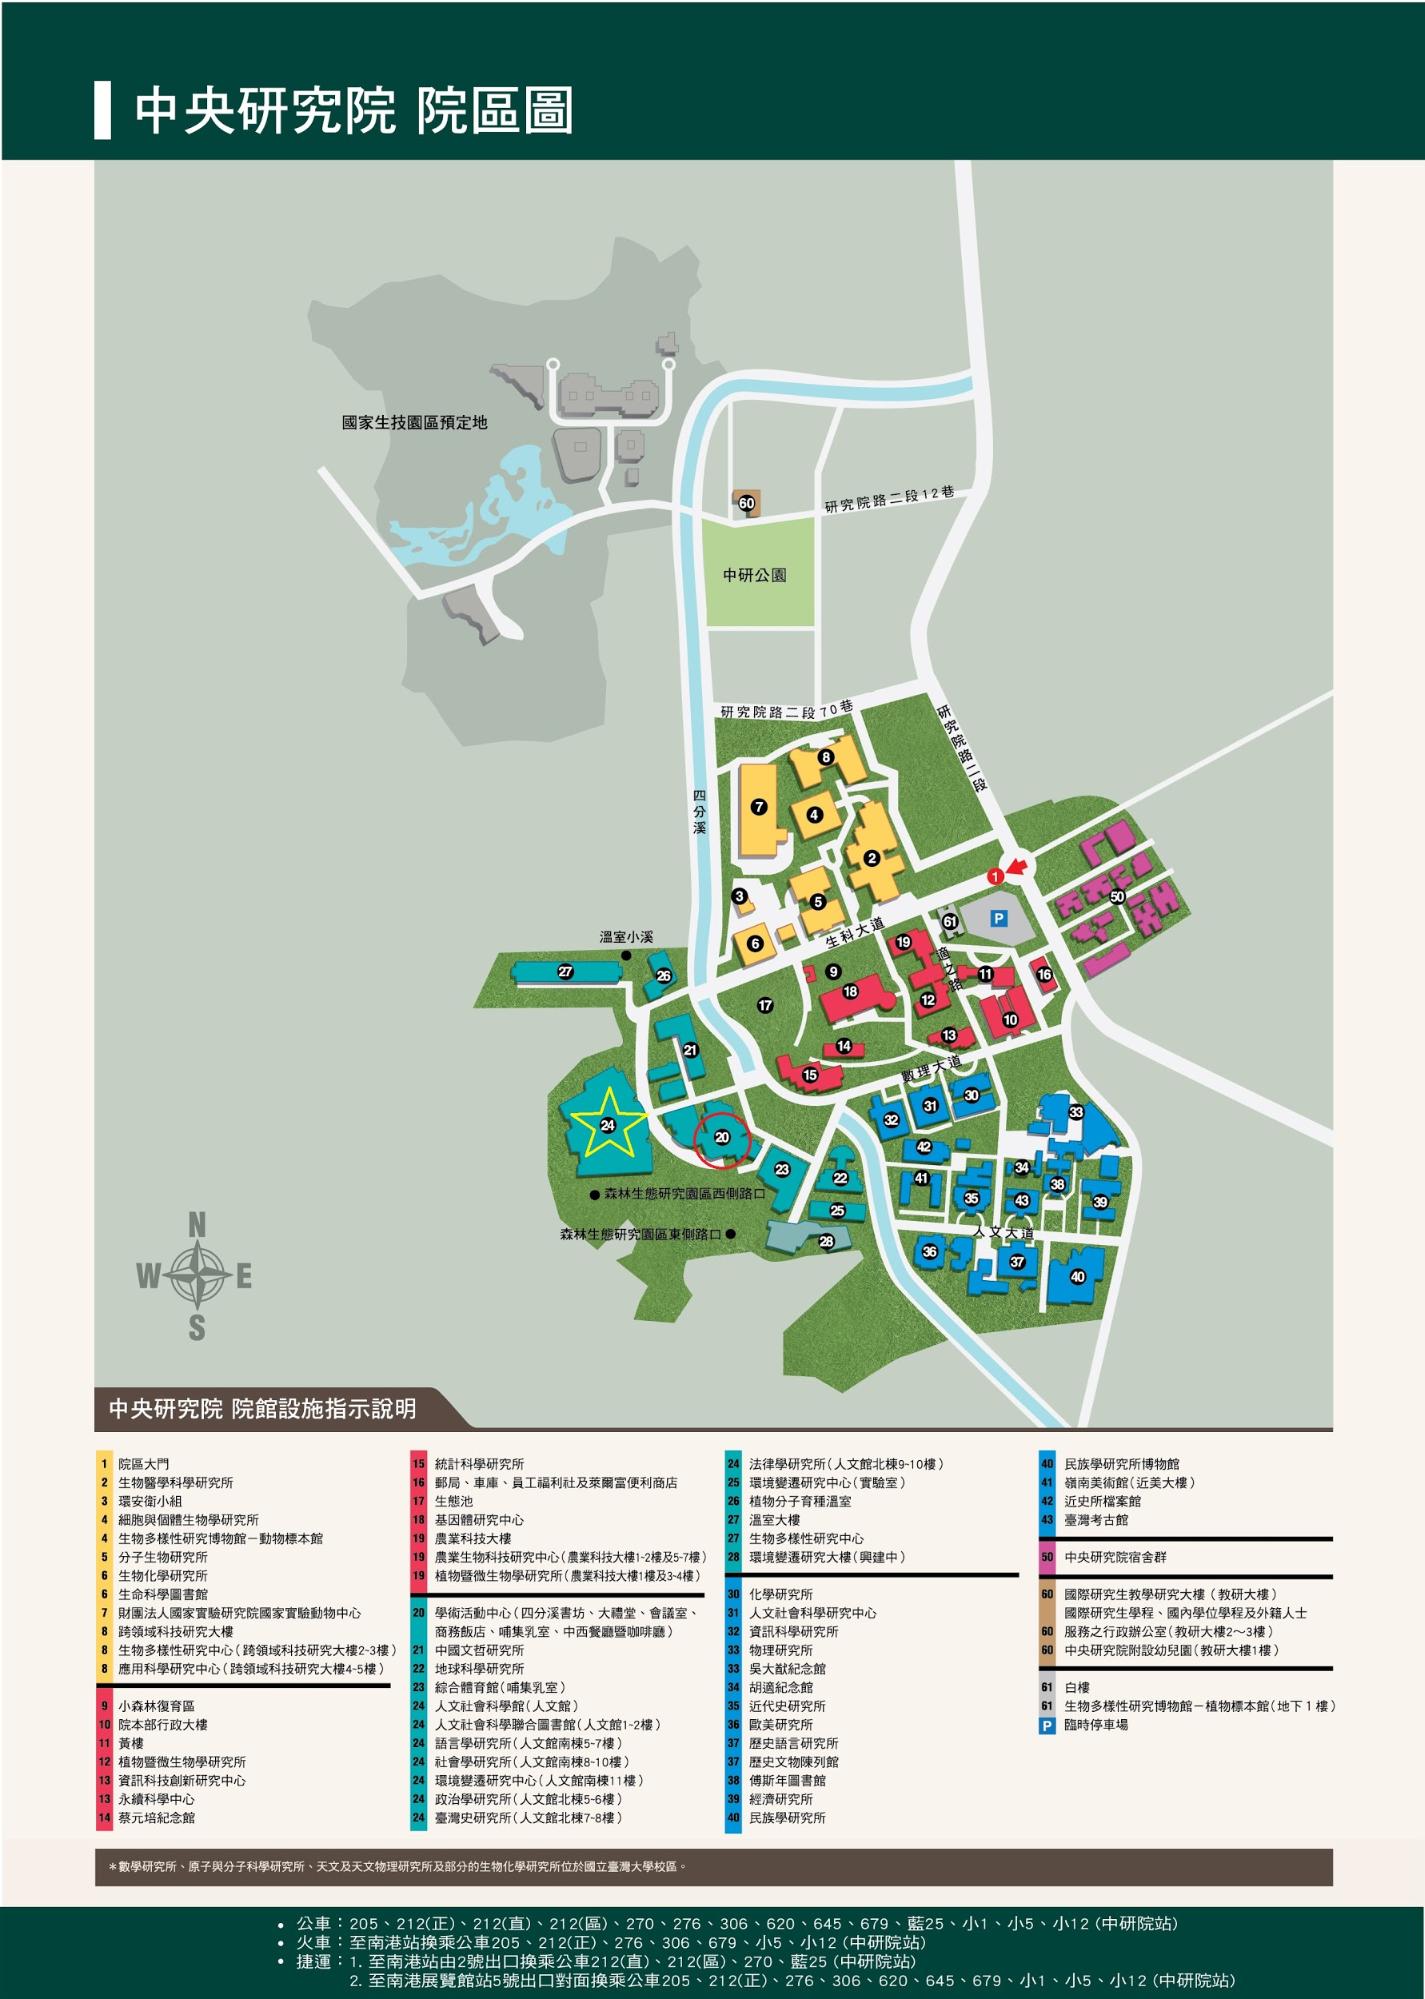 中央研究院 院區圖
國家生技園區預定地
60
研究院路二段12巷
中研公園
研究院路二段70巷
研究院路二段
四分溪
8
7
4
2
1
3
5
50
61
P
生科大道
6
19
適之路
溫室小溪
9
11
16
27
26
18
12
17
10
13
14
21
15
數理大道
30
31
32
33
24
20
42
23
22
34
41
38
35
43
39
森林生態研究園區西側路口
25
人文大道
森林生態研究園區東側路口
28
36
37
40
N
W E
S
中央研究院 院館設施指示說明
1 院區大門
2 生物醫學科學研究所
3 環安衛小組
4 細胞與個體生物學研究所
4 生物多樣性研究博物館－動物標本館
5 分子生物研究所
6 生物化學研究所
6 生命科學圖書館
7 財團法人國家實驗研究院國家實驗動物中心
8 跨領域科技研究大樓
8 生物多樣性研究中心(跨領域科技研究大樓2~3樓)
8 應用科學研究中心(跨領域科技研究大樓4~5樓)
9 小森林復育區
10 院本部行政大樓
11 黃樓
12 植物暨微生物學研究所
13 資訊科技創新研究中心
13 永續科學中心
14 蔡元培紀念館
15 統計科學研究所
16 郵局、車庫、員工福利社及萊爾富便利商店
17 生態池
18 基因體研究中心
19 農業科技大樓
19 農業生物科技研究中心(農業科技大樓1~2樓及5~7樓)
19 植物暨微生物學研究所(農業科技大樓1樓及3~4樓)
20 學術活動中心(四分溪書坊、大禮堂、會議室、
商務飯店、哺集乳室、中西餐廳暨咖啡廳)
21 中國文哲研究所
22 地球科學研究所
23 綜合體育館(哺集乳室)
24 人文社會科學館(人文館)
24 人文社會科學聯合圖書館(人文館1~2樓)
24 語言學研究所(人文館南棟5~7樓)
24 社會學研究所(人文館南棟8~10樓)
24 環境變遷研究中心(人文館南棟11樓)
24 政治學研究所(人文館北棟5~6樓)
24 臺灣史研究所(人文館北棟7~8樓)
24 法律學研究所(人文館北棟9~10樓)
25 環境變遷研究中心(實驗室)
26 植物分子育種溫室
27 溫室大樓
27 生物多樣性研究中心
28 環境變遷研究大樓(興建中)
30 化學研究所
31 人文社會科學研究中心
32 資訊科學研究所
33 物理研究所
33 吳大猷紀念館
34 胡適紀念館
35 近代史研究所
36 歐美研究所
37 歷史語言研究所
37 歷史文物陳列館
38 傅斯年圖書館
39 經濟研究所
40 民族學研究所
40 民族學研究所博物館
41 嶺南美術館(近美大樓)
42 近史所檔案館
43 臺灣考古館
50 中央研究院宿舍群
60 國際研究生教學研究大樓(教研大樓)
國際研究生學程、國內學位學程及外籍人士
60 服務之行政辦公室(教研大樓2～3樓)
60 中央研究院附設幼兒園(教研大樓1樓)
61 白樓
61 生物多樣性研究博物館－植物標本館(地下1樓)
P 臨時停車場
＊數學研究所、原子與分子科學研究所、天文及天文物理研究所及部分的生物化學研究所位於國立臺灣大學校區。
• 公車：205、212(正)、212(直)、212(區)、270、276、306、620、645、679、藍25、小1、小5、小12 (中研院站)
• 火車：至南港站換乘公車205、212(正)、276、306、679、小5、小12 (中研院站)
• 捷運：1. 至南港站由2號出口換乘公車212(直)、212(區)、270、藍25 (中研院站)
2. 至南港展覽館站5號出口對面換乘公車205、212(正)、276、306、620、645、679、小1、小5、小12 (中研院站)